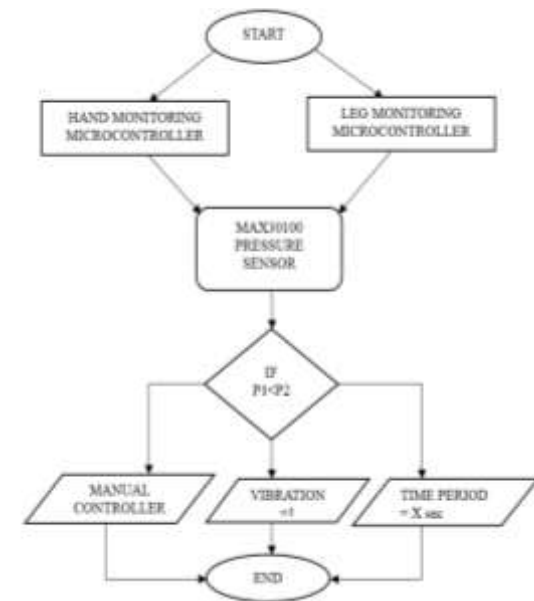 START
HAND MONITORING
MICROCONTROLLER
LEG MONITORING
MICROCONTROLLER
MAX30100
PRESSURE
SENSOR
IF
P1<P2
MANUAL
CONTROLLER
VIBRATION
TIME PERIOD
= X sec
END